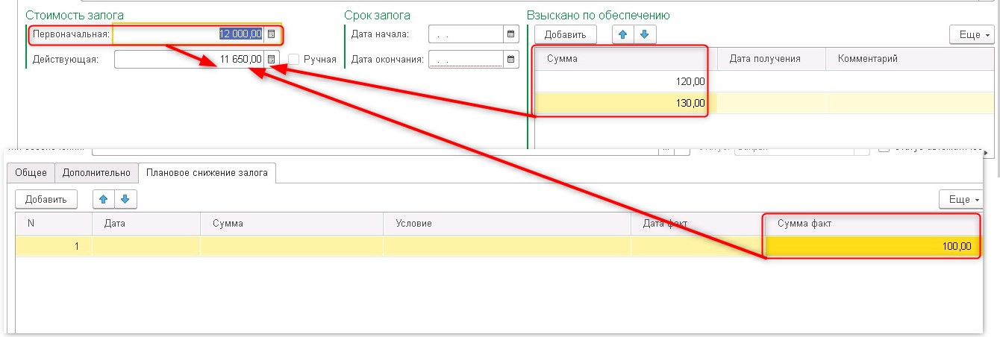 Стоимость залога Срок залога Взыскано по обеспечению
Первоначальная: 12 000,00 Дата начала: . . Добавить Еще
Действующая: 11 650,00 Ручная Дата окончания: . . Сумма Дата получения Комментарий
120,00
130,00
Общее Дополнительно Плановое снижение залога
Добавить Еще
N Дата Сумма Условие Дата факт Сумма факт
1 100,00